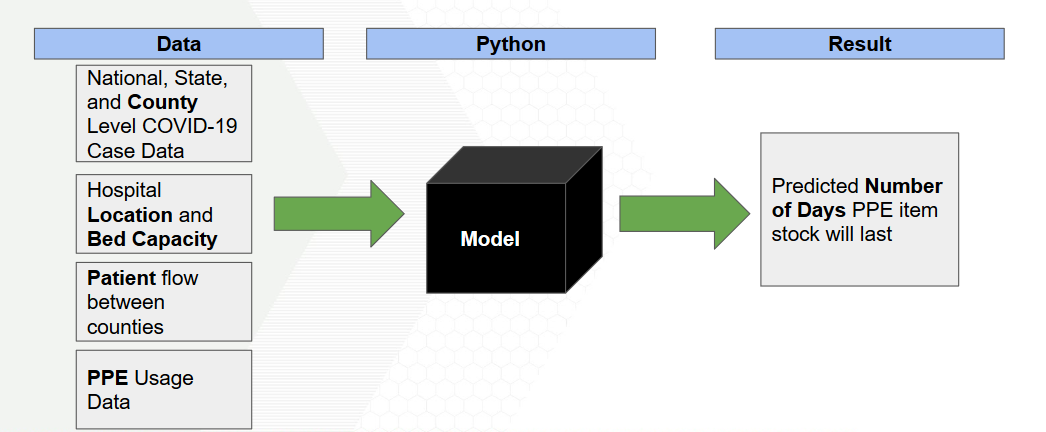 Data
Python
Result
National, State,
and County
Level COVID-19
Case Data
Hospital
Location and
Bed Capacity
Patient flow
between
counties
PPE Usage
Data
Model
Predicted Number
of Days PPE item
stock will last